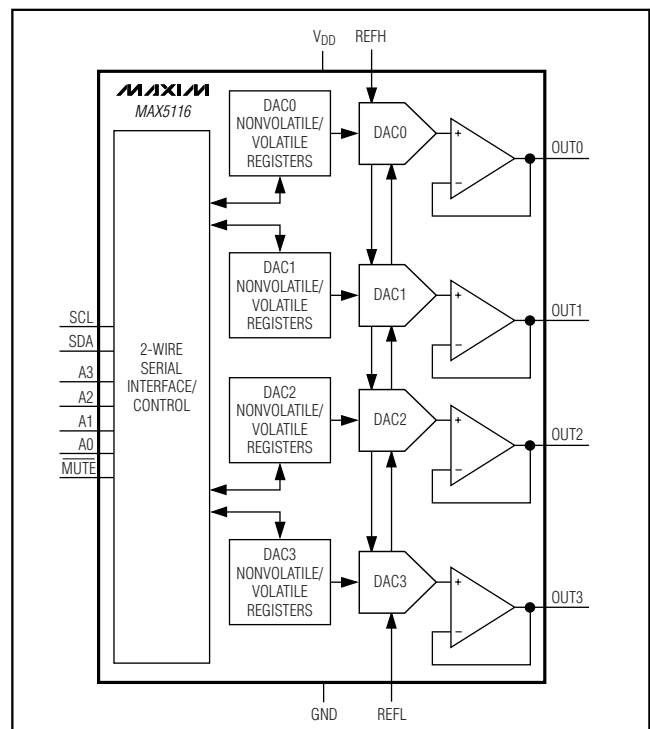 VDD
REFH
MAXIM
MAX5116
DAC0
NONVOLATILE/
VOLATILE
REGISTERS
DAC0
+
−
OUT0
DAC1
NONVOLATILE/
VOLATILE
REGISTERS
DAC1
+
−
OUT1
SCL
SDA
A3
A2
A1
A0
MUTE
2-WIRE
SERIAL
INTERFACE/
CONTROL
DAC2
NONVOLATILE/
VOLATILE
REGISTERS
DAC2
+
−
OUT2
DAC3
NONVOLATILE/
VOLATILE
REGISTERS
DAC3
+
−
OUT3
GND
REFL